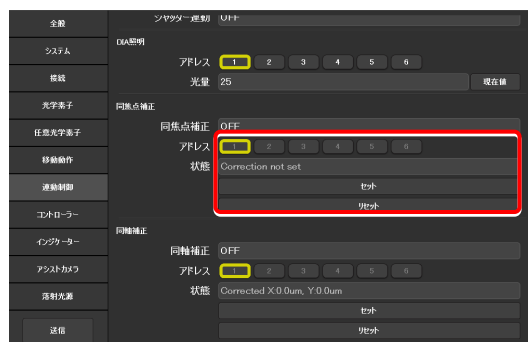 全般
システム
接続
光学素子
任意光学素子
移動動作
連動制御
コントローラー
インジケーター
アシストカメラ
落射光源
送信
シャッター連動 OFF
DIA照明
アドレス 1 2 3 4 5 6
光量 25 現在値
同焦点補正
同焦点補正 OFF
アドレス 1 2 3 4 5 6
状態 Correction not set
セット
リセット
同軸補正
同軸補正 OFF
アドレス 1 2 3 4 5 6
状態 Corrected X:0.0um, Y:0.0um
セット
リセット